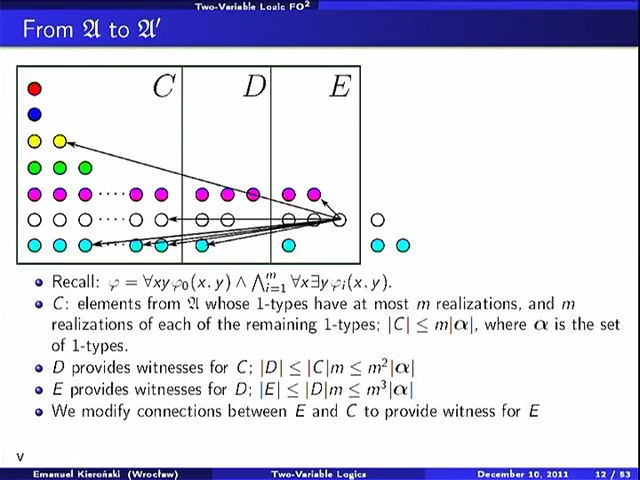 Two-Variable Logic FO²
From 𝔄 to 𝔄′
C D E
• Recall: φ = ∀xyφ₀(x, y) ∧ ⋀ᵢ₌₁ᵐ ∀x∃yφᵢ(x, y).
• C: elements from 𝔄 whose 1-types have at most m realizations, and m
realizations of each of the remaining 1-types; |C| ≤ m|α|, where α is the set
of 1-types.
• D provides witnesses for C; |D| ≤ |C|m ≤ m²|α|
• E provides witnesses for D; |E| ≤ |D|m ≤ m³|α|
• We modify connections between E and C to provide witness for E
v
Emanuel Kieroński (Wrocław) Two-Variable Logics December 10, 2011 12 / 53